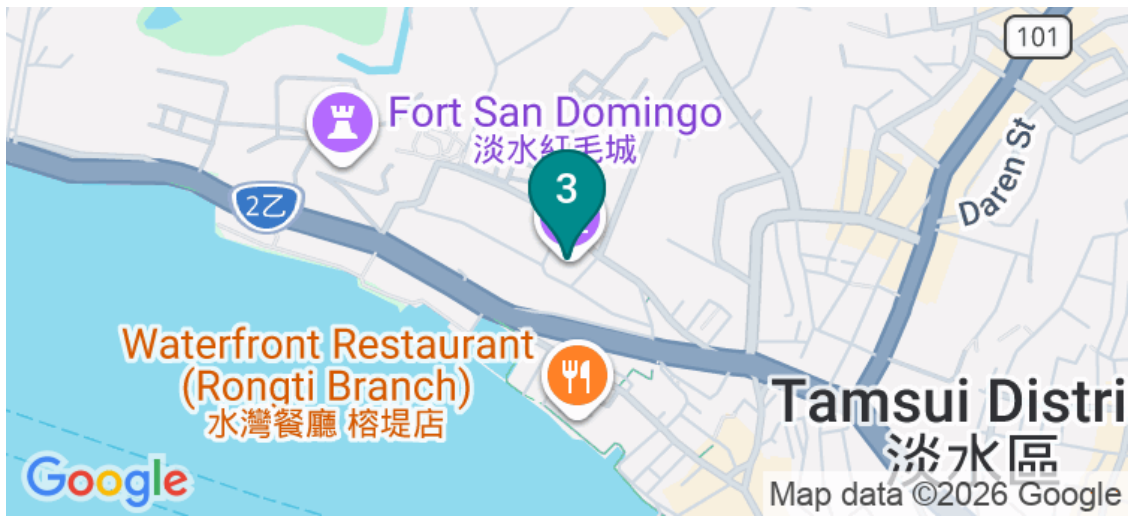 101
Fort San Domingo
淡水紅毛城
3
2乙
Daren St
Waterfront Restaurant
(Rongti Branch)
水灣餐廳 榕堤店
Tamsui Distri
淡水區
Google
Map data ©2026 Google